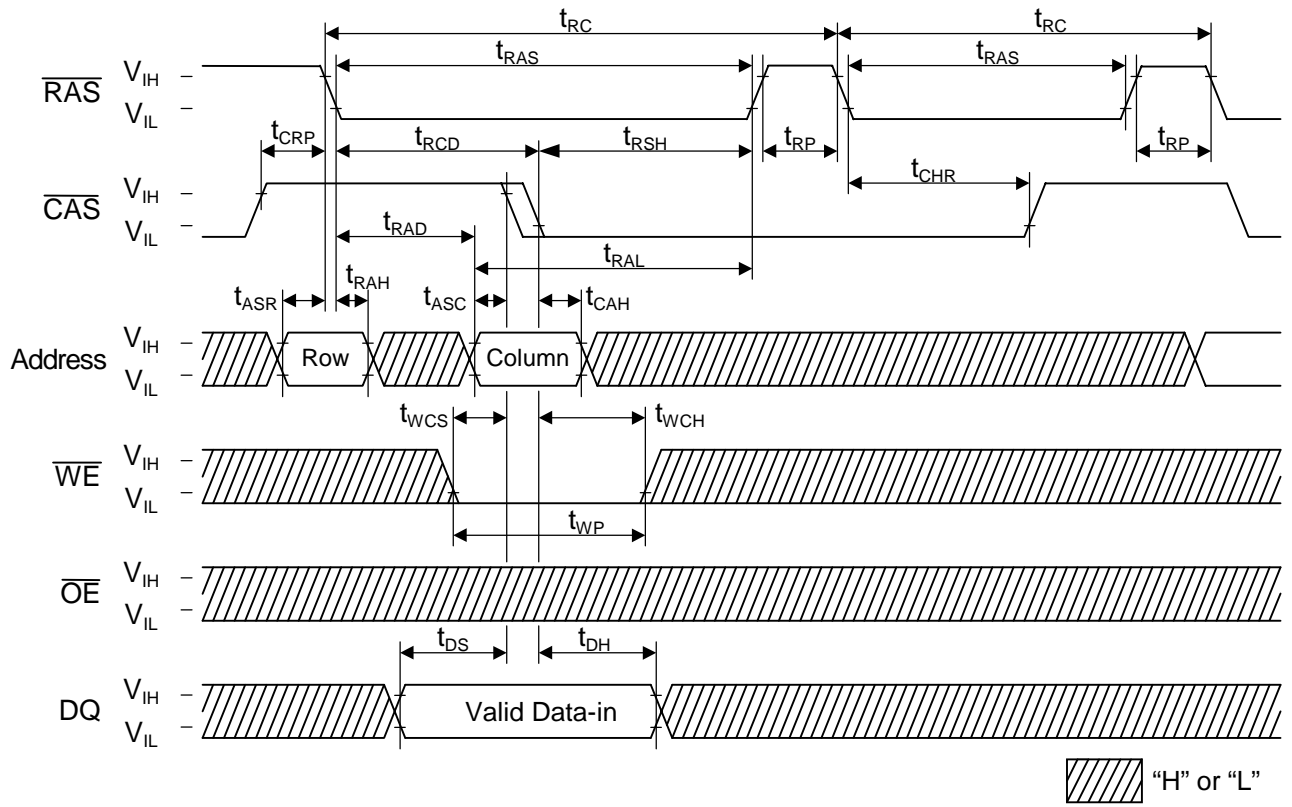 tRC tRC
tRAS tRAS
RAS VIH
VIL
tCRP tRCD tRSH tRP tRP
tCHR
CAS VIH
VIL
tRAD
tRAL
tRAH
tASR tASC tCAH
Address VIH Row Column
VIL
tWCS tWCH
WE VIH
VIL
tWP
OE VIH
VIL
tDS tDH
DQ VIH
VIL
Valid Data-in
“H” or “L”